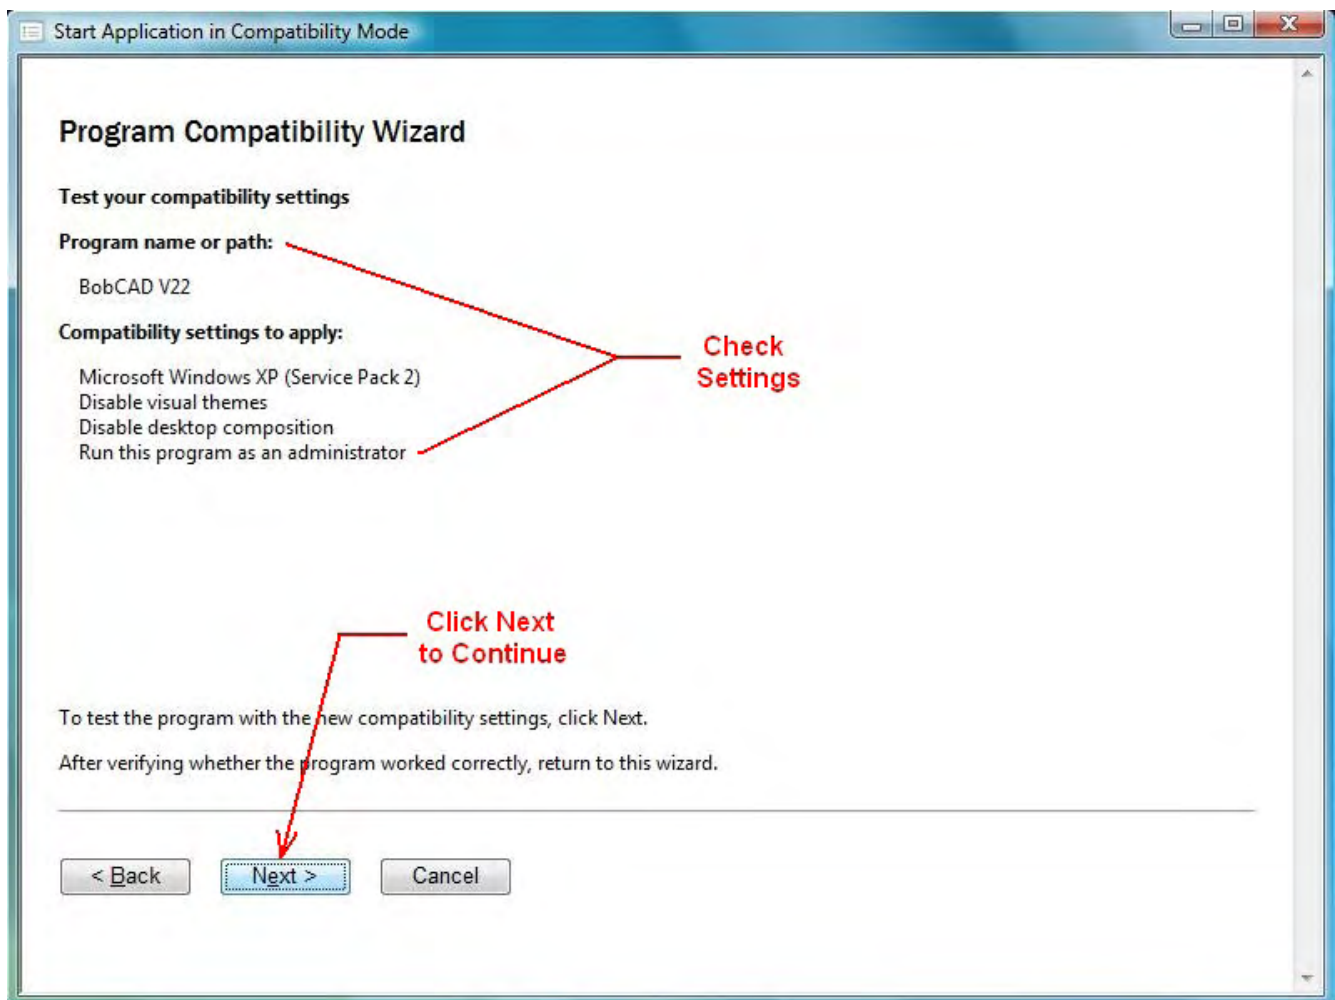 Start Application in Compatibility Mode
Program Compatibility Wizard
Test your compatibility settings
Program name or path:
BobCAD V22
Compatibility settings to apply:
Check
Settings
Microsoft Windows XP (Service Pack 2)
Disable visual themes
Disable desktop composition
Run this program as an administrator
Click Next
to Continue
To test the program with the new compatibility settings, click Next.
After verifying whether the program worked correctly, return to this wizard.
< Back
Next >
Cancel